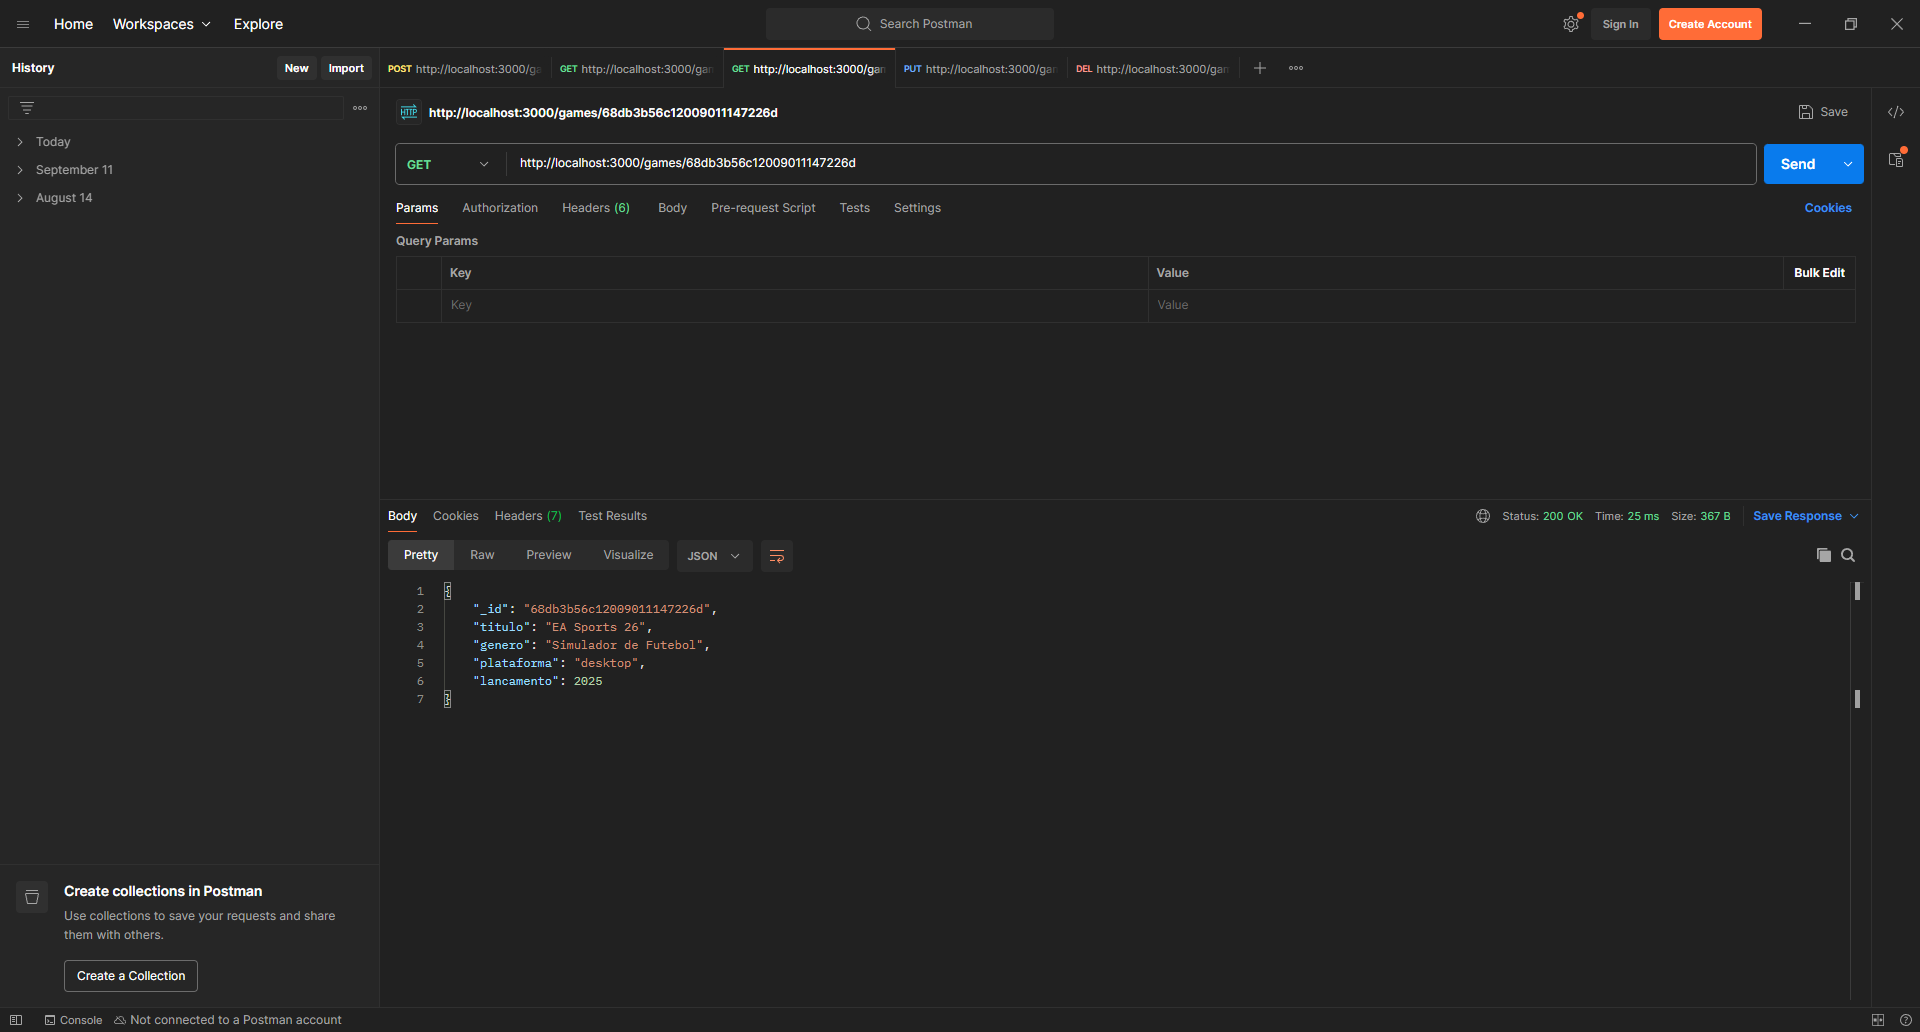 Home Workspaces Explore
Search Postman
Sign In Create Account
History New Import
Today
September 11
August 14
Create collections in Postman
Use collections to save your requests and share
them with others.
Create a Collection
POST http://localhost:3000/ga GET http://localhost:3000/gam GET http://localhost:3000/gam PUT http://localhost:3000/gam DEL http://localhost:3000/gam
HTTP http://localhost:3000/games/68db3b56c12009011147226d Save
GET http://localhost:3000/games/68db3b56c12009011147226d Send
Params Authorization Headers (6) Body Pre-request Script Tests Settings Cookies
Query Params
Key Value Bulk Edit
Key Value
Body Cookies Headers (7) Test Results Status: 200 OK Time: 25 ms Size: 367 B Save Response
Pretty Raw Preview Visualize JSON
1 {
2 "_id": "68db3b56c12009011147226d",
3 "titulo": "EA Sports 26",
4 "genero": "Simulador de Futebol",
5 "plataforma": "desktop",
6 "lancamento": 2025
7 }
Console Not connected to a Postman account